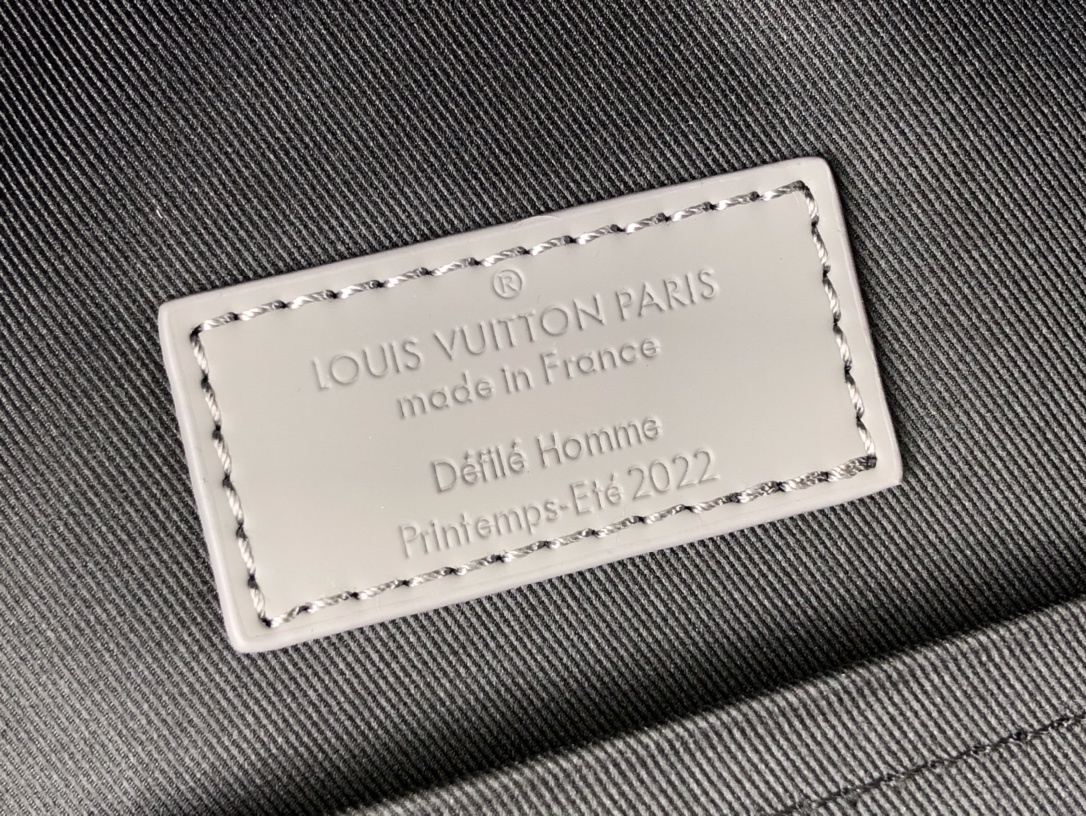 ®
LOUIS VUITTON PARIS
made in France
Défilé Homme
Printemps-Eté 2022